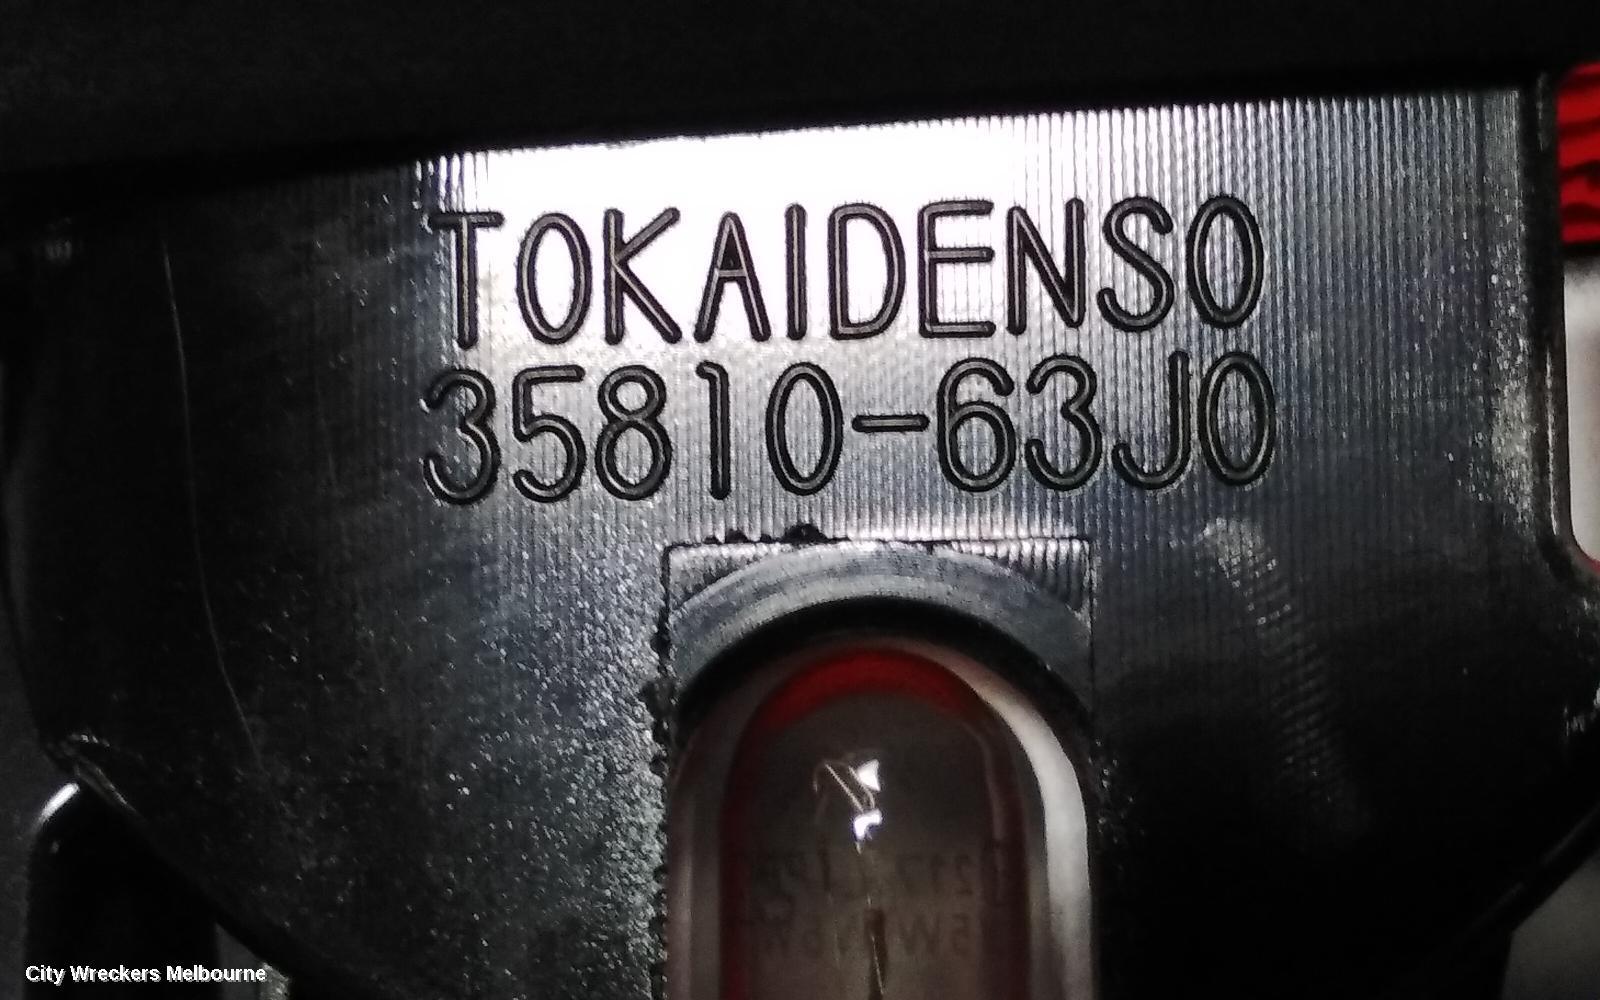 TOKAIDENSO
35810-63J0
City Wreckers Melbourne